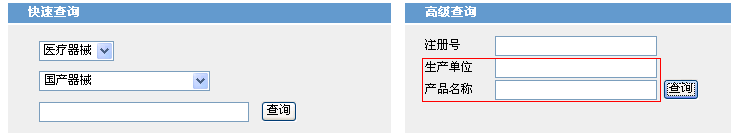 快速查询
医疗器械
国产器械
查询
高级查询
注册号
生产单位
产品名称
查询